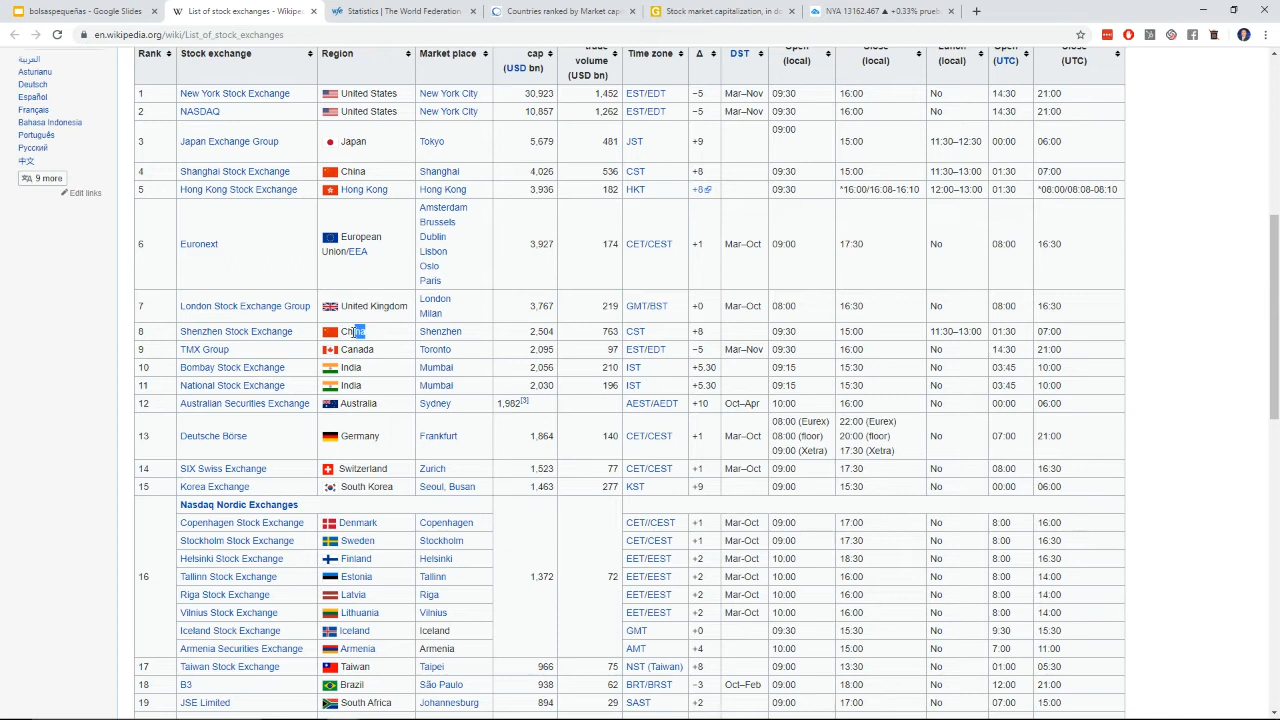 bolsaspequeñas - Google Slides
List of stock exchanges - Wikiped
Statistics | The World Federation
Countries ranked by Market capi
Stock market capitalization, in do
NYA 13162.467 ▲ +0.33% prueb
en.wikipedia.org/wiki/List_of_stock_exchanges
العربية
Asturianu
Deutsch
Español
Français
Bahasa Indonesia
Português
Русский
中文
9 more
Edit links
Rank Stock exchange Region Market place cap (USD bn) volume (USD bn) Time zone Δ DST (local) (local) (local) (UTC) (UTC)
1 New York Stock Exchange United States New York City 30,923 1,452 EST/EDT −5 Mar–Nov 09:30 16:00 No 14:30 21:00
2 NASDAQ United States New York City 10,857 1,262 EST/EDT −5 Mar–Nov 09:30 16:00 No 14:30 21:00
3 Japan Exchange Group Japan Tokyo 5,679 481 JST +9 09:00 15:00 11:30–12:30 00:00 06:00
4 Shanghai Stock Exchange China Shanghai 4,026 536 CST +8 09:30 15:00 11:30–13:00 01:30 07:00
5 Hong Kong Stock Exchange Hong Kong Hong Kong 3,936 182 HKT +8 09:30 *16:00/16:08-16:10 12:00–13:00 01:30 *08:00/08:08-08:10
6 Euronext European Union/EEA Amsterdam Brussels Dublin Lisbon Oslo Paris 3,927 174 CET/CEST +1 Mar–Oct 09:00 17:30 No 08:00 16:30
7 London Stock Exchange Group United Kingdom London Milan 3,767 219 GMT/BST +0 Mar–Oct 08:00 16:30 No 08:00 16:30
8 Shenzhen Stock Exchange China Shenzhen 2,504 763 CST +8 09:30 15:00 11:30–13:00 01:30 07:00
9 TMX Group Canada Toronto 2,095 97 EST/EDT −5 Mar–Nov 09:30 16:00 No 14:30 21:00
10 Bombay Stock Exchange India Mumbai 2,056 210 IST +5.30 09:15 15:30 No 03:45 10:00
11 National Stock Exchange India Mumbai 2,030 196 IST +5.30 09:15 15:30 No 03:45 10:00
12 Australian Securities Exchange Australia Sydney 1,982[3] AEST/AEDT +10 Oct–Apr 10:00 16:00 No 00:00 06:00
13 Deutsche Börse Germany Frankfurt 1,864 140 CET/CEST +1 Mar–Oct 08:00 (Eurex) 08:00 (floor) 09:00 (Xetra) 22:00 (Eurex) 20:00 (floor) 17:30 (Xetra) No 07:00 21:00
14 SIX Swiss Exchange Switzerland Zurich 1,523 77 CET/CEST +1 Mar–Oct 09:00 17:30 No 08:00 16:30
15 Korea Exchange South Korea Seoul, Busan 1,463 277 KST +9 09:00 15:30 No 00:00 06:00
Nasdaq Nordic Exchanges
Copenhagen Stock Exchange Denmark Copenhagen CET//CEST +1 Mar-Oct 09:00 17:00 No 8:00 16:00
Stockholm Stock Exchange Sweden Stockholm CET/CEST +1 Mar-Oct 09:00 17:30 No 8:00 16:00
Helsinki Stock Exchange Finland Helsinki EET/EEST +2 Mar-Oct 10:00 18:30 No 8:00 16:00
16 Tallinn Stock Exchange Estonia Tallinn 1,372 72 EET/EEST +2 Mar-Oct 10:00 16:00 No 8:00 14:00
Riga Stock Exchange Latvia Riga EET/EEST +2 Mar-Oct 10:00 16:00 No 8:00 14:00
Vilnius Stock Exchange Lithuania Vilnius EET/EEST +2 Mar-Oct 10:00 16:00 No 8:00 14:00
Iceland Stock Exchange Iceland Iceland GMT +0 09:30 15:30 No 9:30 15:30
Armenia Securities Exchange Armenia Armenia AMT +4 10:00 15:00 No 7.00 11:00
17 Taiwan Stock Exchange Taiwan Taipei 966 75 NST (Taiwan) +8 09:00 13:30 No 01:00 05:30
18 B3 Brazil São Paulo 938 62 BRT/BRST −3 Oct–Feb 10:00 18:00 No 12:00 21:00
19 JSE Limited South Africa Johannesburg 894 29 SAST +2 09:00 17:00 No 07:00 15:00